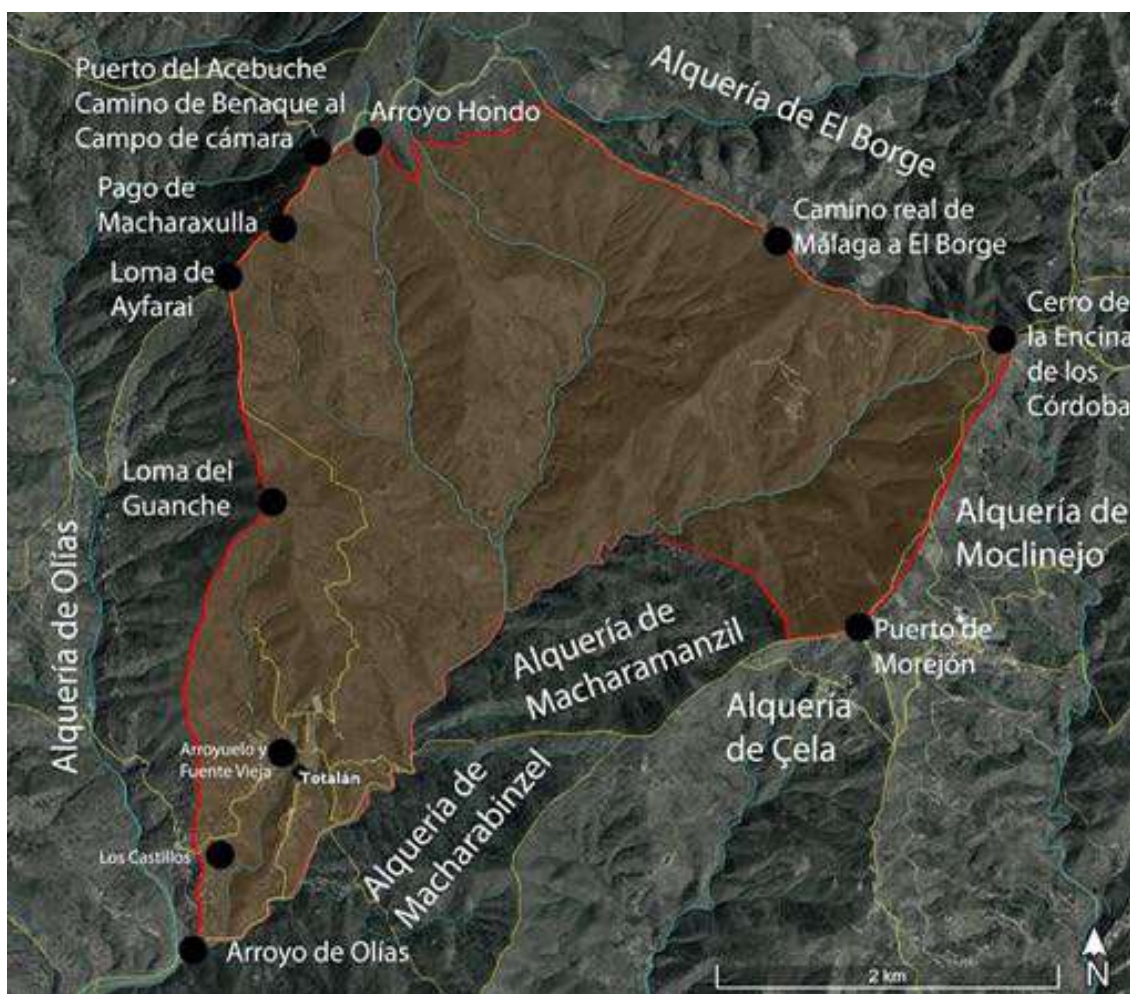 Puerto del Acebuche
Camino de Benaque al
Campo de cámara
Arroyo Hondo
Alquería de El Borge
Pago de
Macharaxulla
Camino real de
Málaga a El Borge
Loma de
Ayfarai
Cerro de
la Encina
de los
Córdoba
Loma del
Guanche
Alquería de
Moclinejo
Alquería de Olías
Alquería de
Macharamanzil
Puerto de
Morejón
Alquería
de Çela
Arroyuelo y
Fuente Vieja
Totalán
Alquería de
Macharabinzel
Los Castillos
Arroyo de Olías
2 km
N